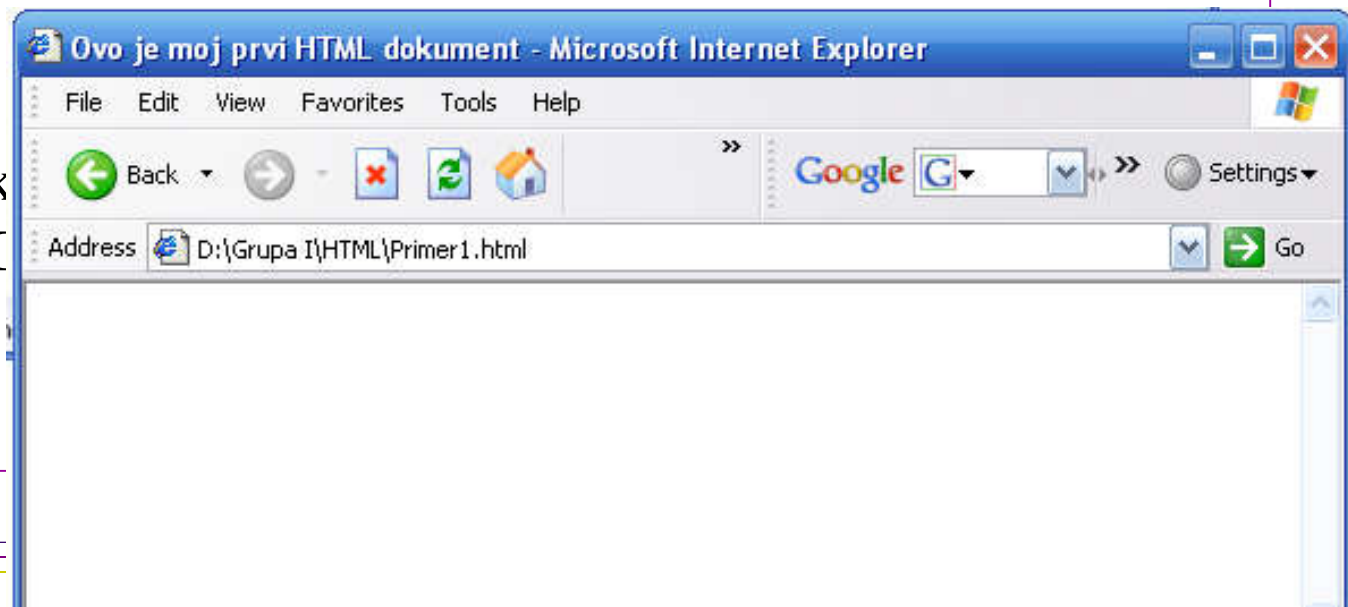 Ovo je moj prvi HTML dokument - Microsoft Internet Explorer
File Edit View Favorites Tools Help
Back Google G Settings
Address D:\Grupa I\HTML\Primer1.html Go